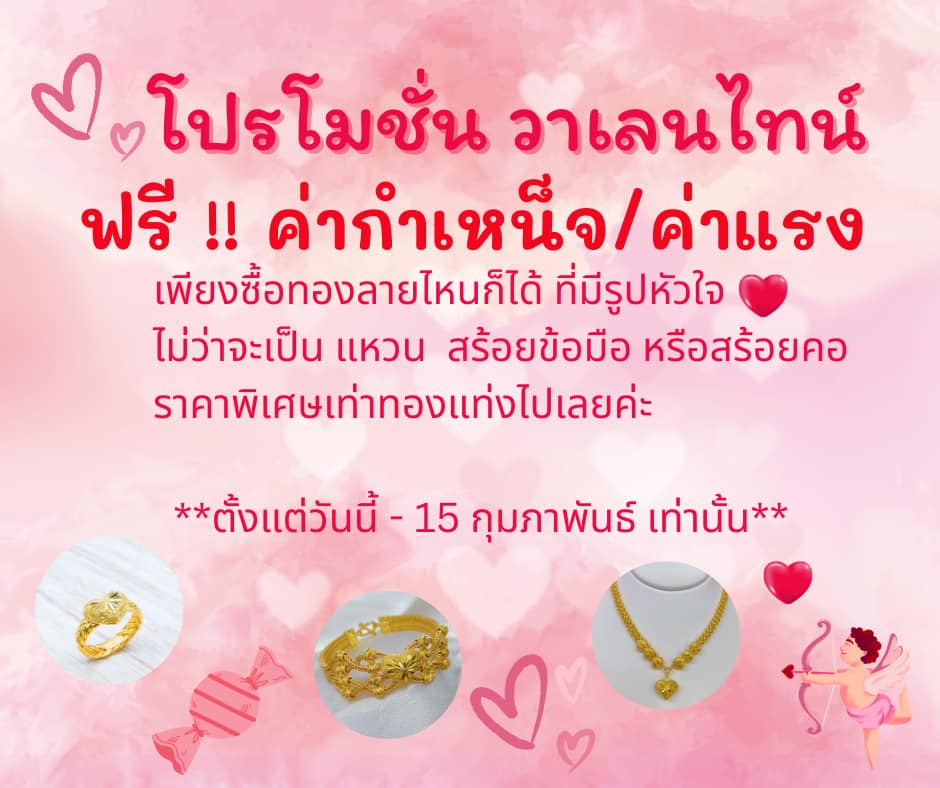 โปรโมชั่น วาเลนไทน์
ฟรี !! ค่ากำเหน็จ/ค่าแรง
เพียงซื้อทองลายไหนก็ได้ ที่มีรูปหัวใจ
ไม่ว่าจะเป็น แหวน สร้อยข้อมือ หรือสร้อยคอ
ราคาพิเศษเท่าทองแท่งไปเลยค่ะ
**ตั้งแต่วันนี้ - 15 กุมภาพันธ์ เท่านั้น**